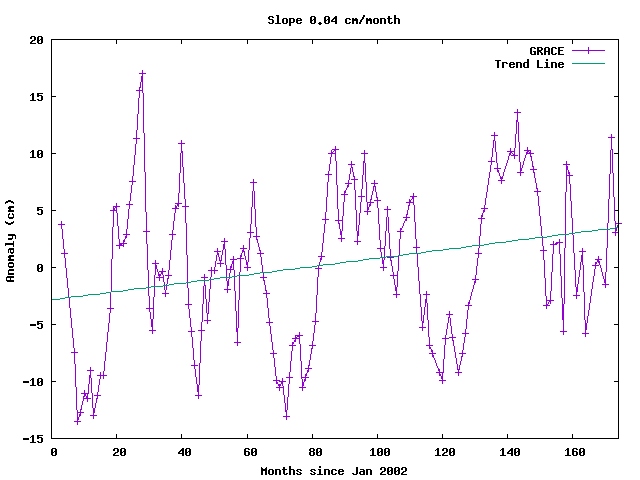 Slope 0.04 cm/month
GRACE
Trend Line
20
15
10
5
0
-5
-10
-15
Anomaly (cm)
0 20 40 60 80 100 120 140 160
Months since Jan 2002